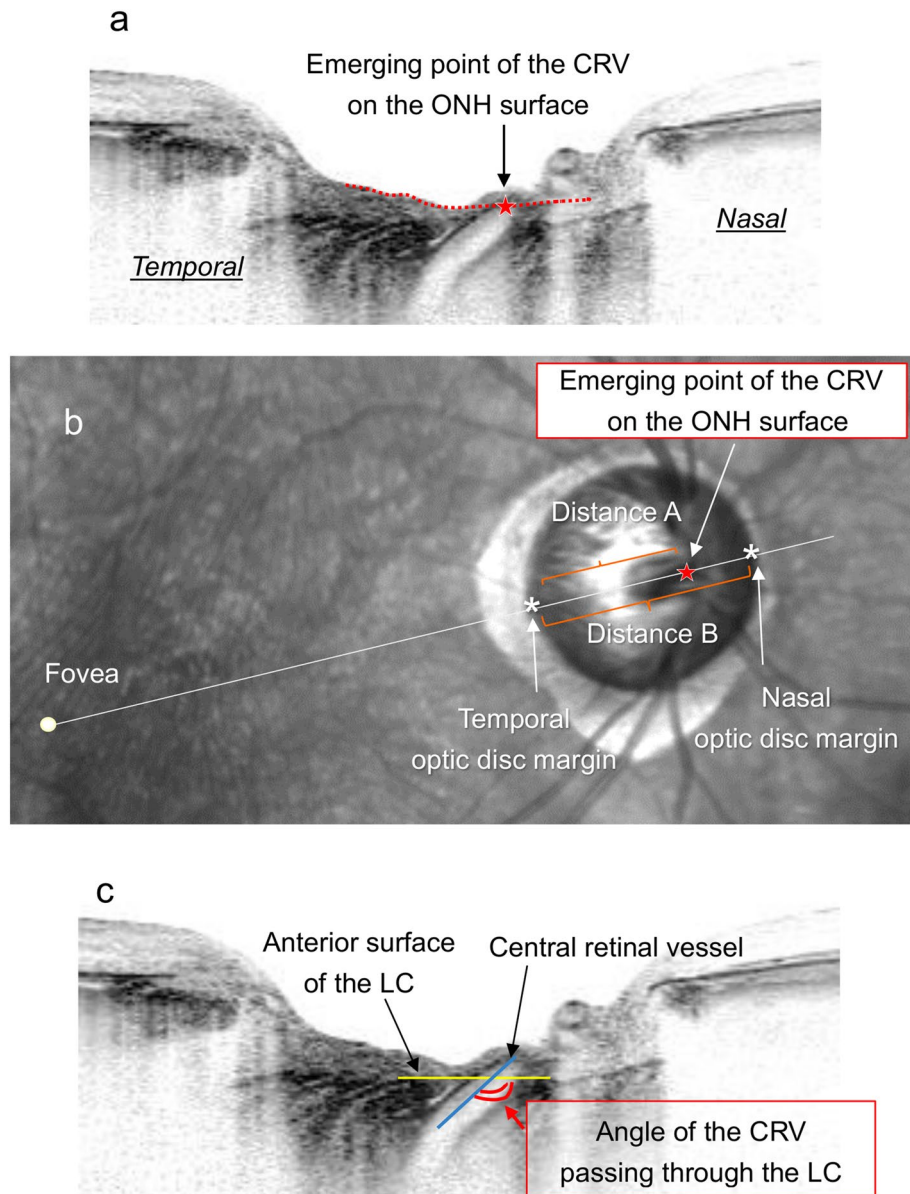 a
Emerging point of the CRV
on the ONH surface
Temporal
Nasal
b
Emerging point of the CRV
on the ONH surface
Distance A
*
*
Distance B
Fovea
Temporal
optic disc margin
Nasal
optic disc margin
c
Anterior surface
of the LC
Central retinal vessel
Angle of the CRV
passing through the LC